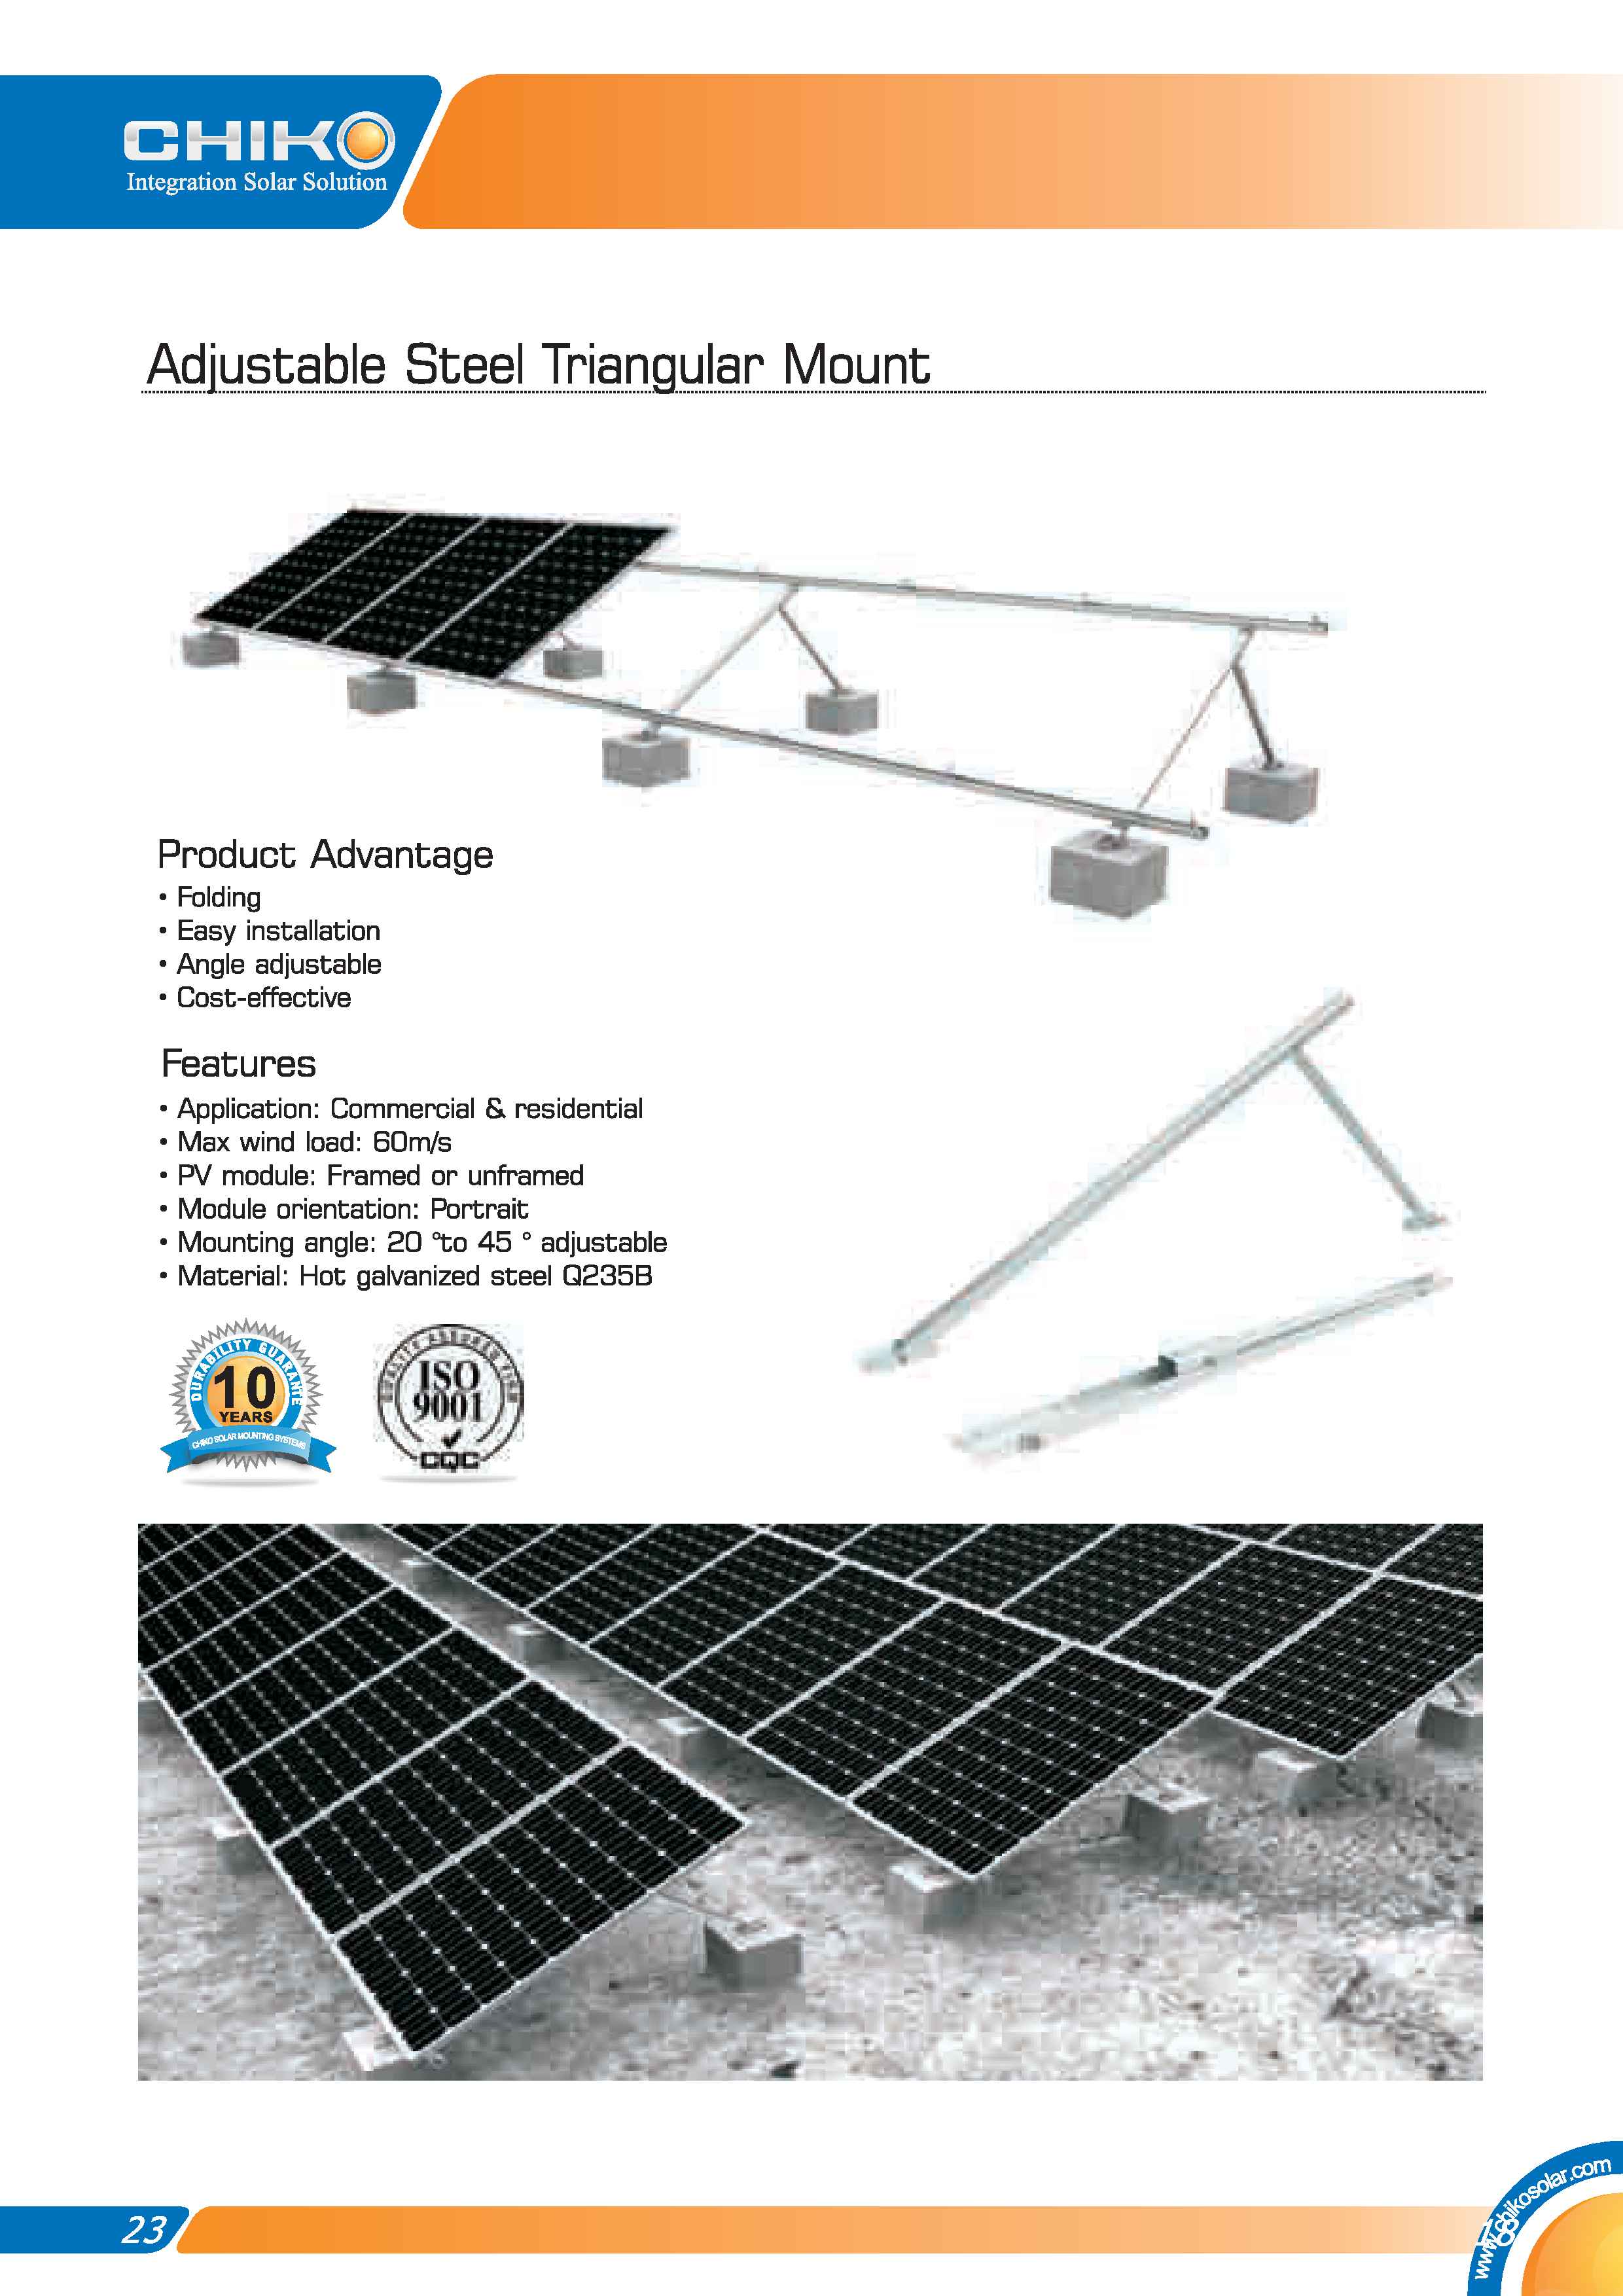 CHIKO
Integration Solar Solution
Adjustable Steel Triangular Mount
Product Advantage
• Folding
• Easy installation
• Angle adjustable
• Cost-effective
Features
• Application: Commercial & residential
• Max wind load: 60m/s
• PV module: Framed or unframed
• Module orientation: Portrait
• Mounting angle: 20 °to 45 ° adjustable
• Material: Hot galvanized steel Q235B
DURABILITY GUARANTE
10
YEARS
CHIKO SOLAR MOUNTING SYSTEMS
ISO
9001
CQC
23
www.chikosolar.com
18